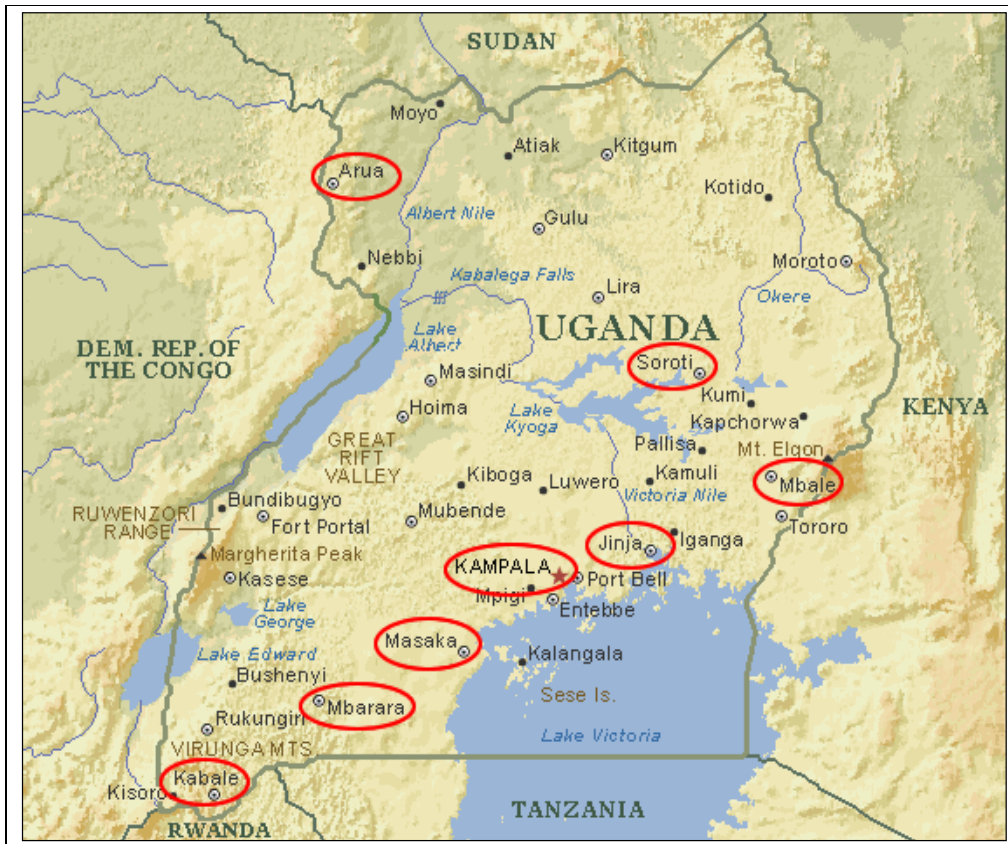 SUDAN
Moyo
Atiak
Kitgum
Arua
Kotido
Albert Nile
Gulu
Nebbi
Moroto
Kabalega Falls
Lira
Okere
Lake
Albert
UGANDA
DEM. REP. OF
THE CONGO
Soroti
Masindi
Kumi
Hoima
Lake
Kyoga
Kapchorwa
KENYA
GREAT
RIFT
VALLEY
Pallisa
Mt. Elgon
Kiboga
Luwero
Kamuli
Mbale
Victoria Nile
Bundibugyo
RUWENZORI
RANGE
Fort Portal
Mubende
Tororo
Jinja
Iganga
Margherita Peak
KAMPALA
Kasese
Port Bell
Mpigi
Entebbe
Lake
George
Masaka
Lake Edward
Kalangala
Bushenyi
Sese Is.
Mbarara
Rukungiri
Lake Victoria
VIRUNGA MTS
Kabale
Kisoro
TANZANIA
RWANDA